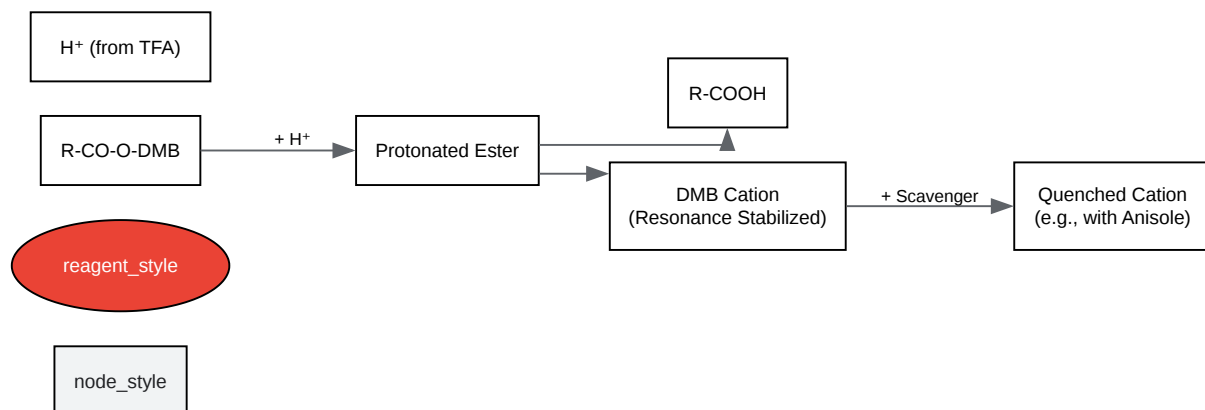 H⁺ (from TFA)
R-CO-O-DMB
+ H⁺
Protonated Ester
R-COOH
DMB Cation
(Resonance Stabilized)
+ Scavenger
Quenched Cation
(e.g., with Anisole)
reagent_style
node_style